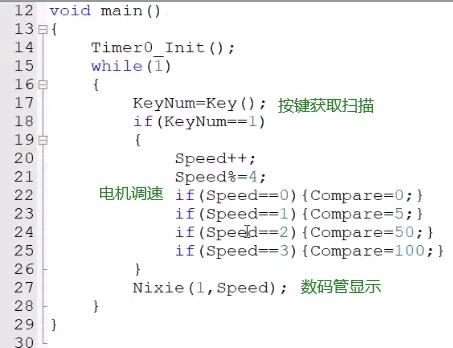 12 void main()
13 {
14 Timer0_Init();
15 while(1)
16 {
17 KeyNum=Key(); 按键获取扫描
18 if(KeyNum==1)
19 {
20 Speed++;
21 Speed%=4;
22 电机调速 if(Speed==0){Compare=0;}
23 if(Speed==1){Compare=5;}
24 if(Speed==2){Compare=50;}
25 if(Speed==3){Compare=100;}
26 }
27 Nixie(1,Speed); 数码管显示
28 }
29 }
30